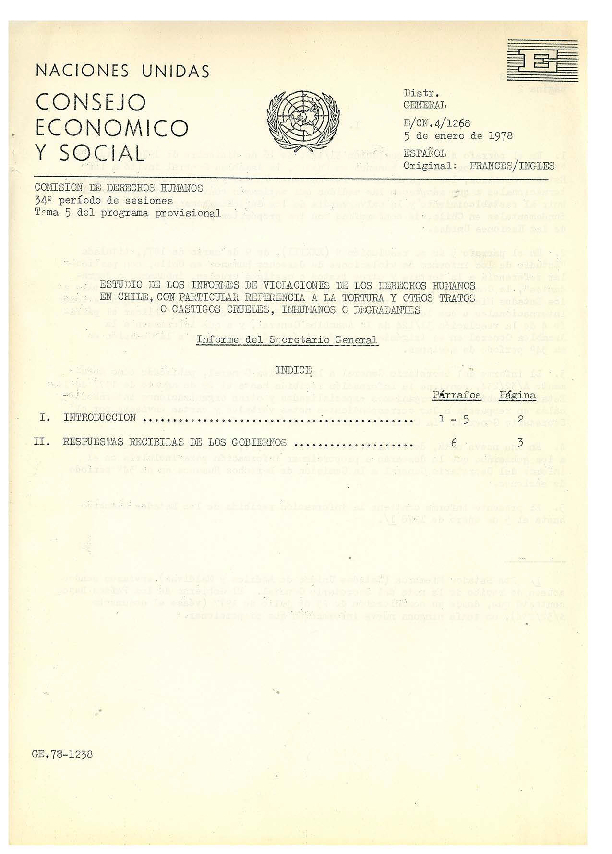 NACIONES UNIDAS
CONSEJO
ECONOMICO
Y SOCIAL
E
Distr.
GENERAL
E/CN.4/1268
5 de enero de 1978
ESPAÑOL
Original: FRANCES/INGLES
COMISION DE DERECHOS HUMANOS
34º período de sesiones
Tema 5 del programa provisional
ESTUDIO DE LOS INFORMES DE VIOLACIONES DE LOS DERECHOS HUMANOS
EN CHILE, CON PARTICULAR REFERENCIA A LA TORTURA Y OTROS TRATOS
O CASTIGOS CRUELES, INHUMANOS O DEGRADANTES
Informe del Secretario General
INDICE
Párrafos Página
I. INTRODUCCION ........................................... 1 - 5 2
II. RESPUESTAS RECIBIDAS DE LOS GOBIERNOS ................... 6 3
GE.78-1238